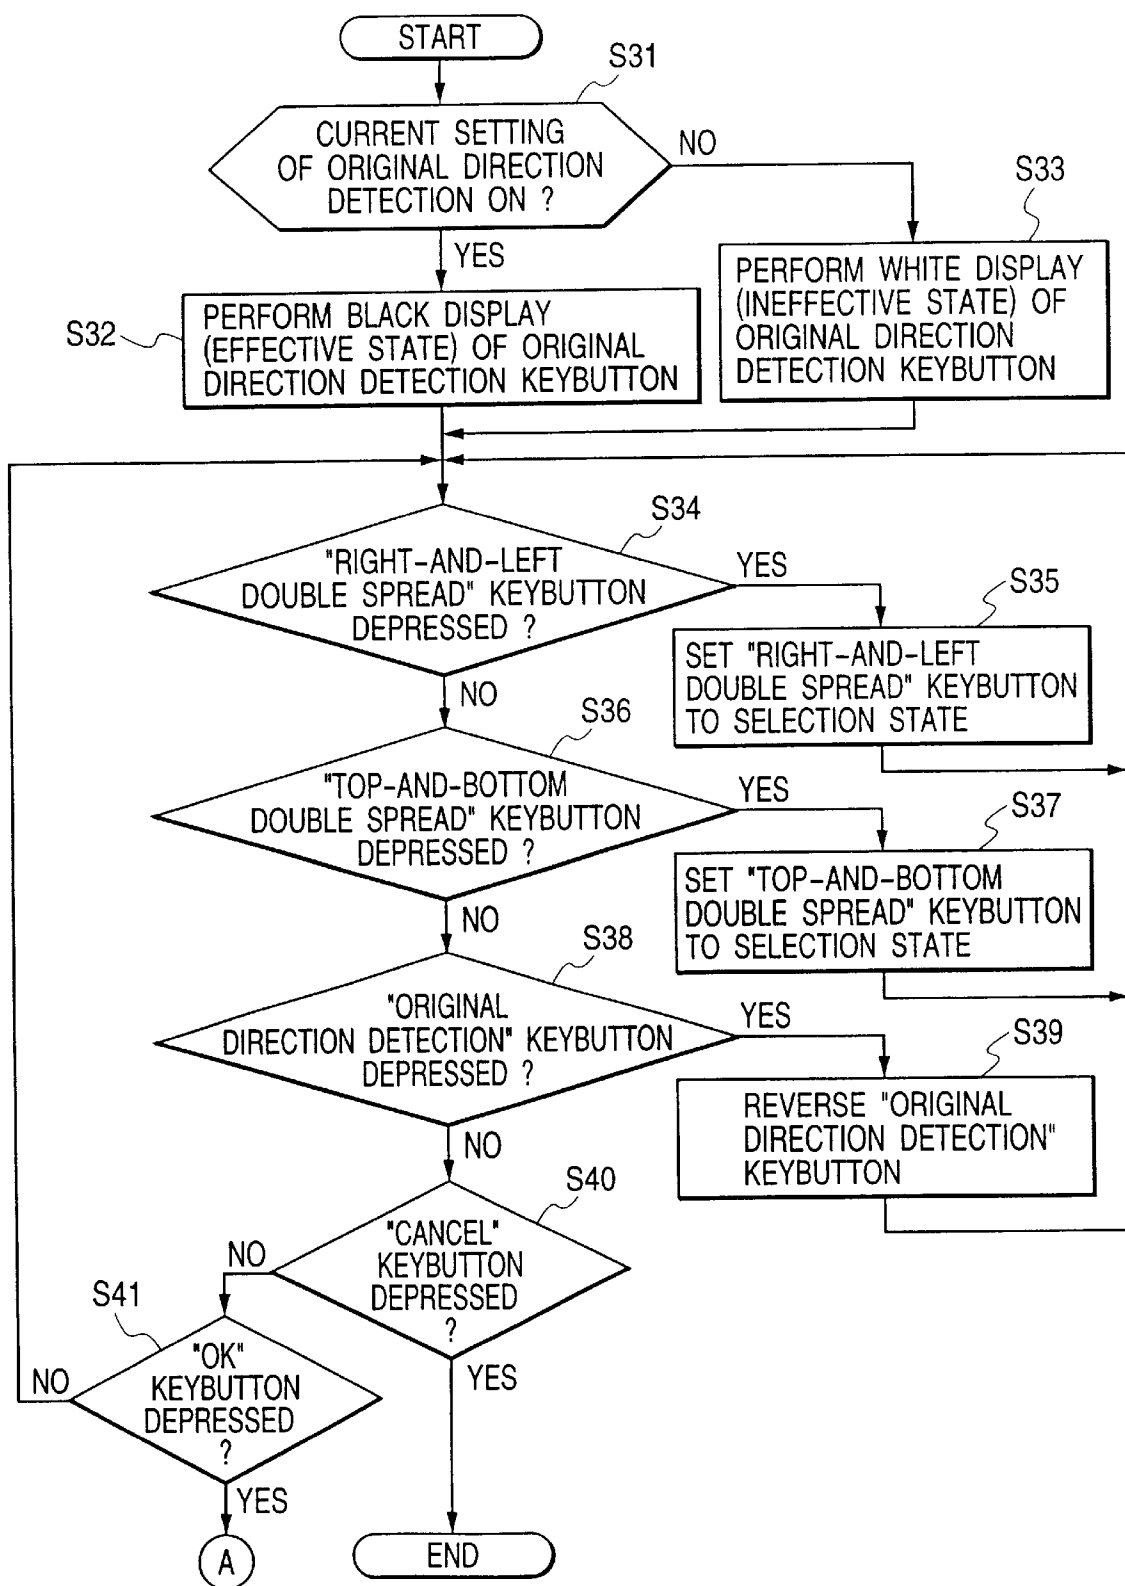 START
S31
CURRENT SETTING
OF ORIGINAL DIRECTION
DETECTION ON ?
NO
YES
S33
PERFORM WHITE DISPLAY
(INEFFECTIVE STATE) OF
ORIGINAL DIRECTION
DETECTION KEYBUTTON
S32
PERFORM BLACK DISPLAY
(EFFECTIVE STATE) OF ORIGINAL
DIRECTION DETECTION KEYBUTTON
S34
"RIGHT-AND-LEFT
DOUBLE SPREAD" KEYBUTTON
DEPRESSED ?
YES
NO
S35
SET "RIGHT-AND-LEFT
DOUBLE SPREAD" KEYBUTTON
TO SELECTION STATE
S36
"TOP-AND-BOTTOM
DOUBLE SPREAD" KEYBUTTON
DEPRESSED ?
YES
NO
S37
SET "TOP-AND-BOTTOM
DOUBLE SPREAD" KEYBUTTON
TO SELECTION STATE
S38
"ORIGINAL
DIRECTION DETECTION" KEYBUTTON
DEPRESSED ?
YES
NO
S39
REVERSE "ORIGINAL
DIRECTION DETECTION"
KEYBUTTON
S40
"CANCEL"
KEYBUTTON
DEPRESSED
?
NO
YES
S41
"OK"
KEYBUTTON
DEPRESSED
?
NO
YES
A
END